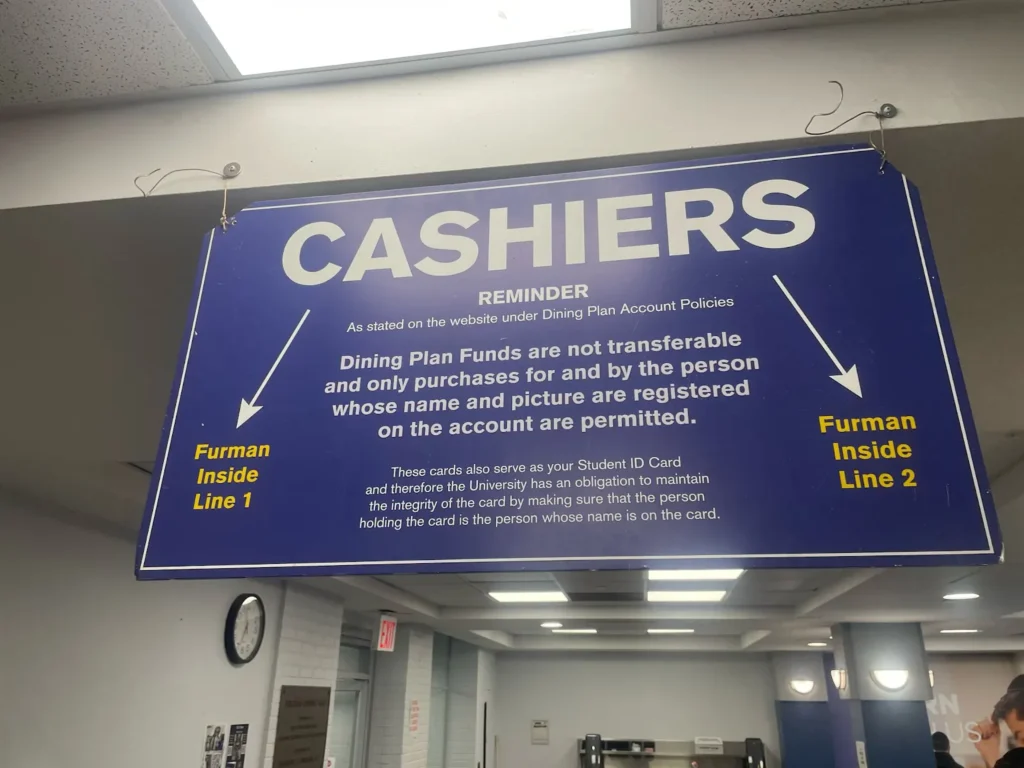 CASHIERS
REMINDER
As stated on the website under Dining Plan Account Policies
Dining Plan Funds are not transferable
and only purchases for and by the person
whose name and picture are registered
on the account are permitted.
These cards also serve as your Student ID Card
and therefore the University has an obligation to maintain
the integrity of the card by making sure that the person
holding the card is the person whose name is on the card.
Furman
Inside
Line 1
Furman
Inside
Line 2
EXIT
RN
US